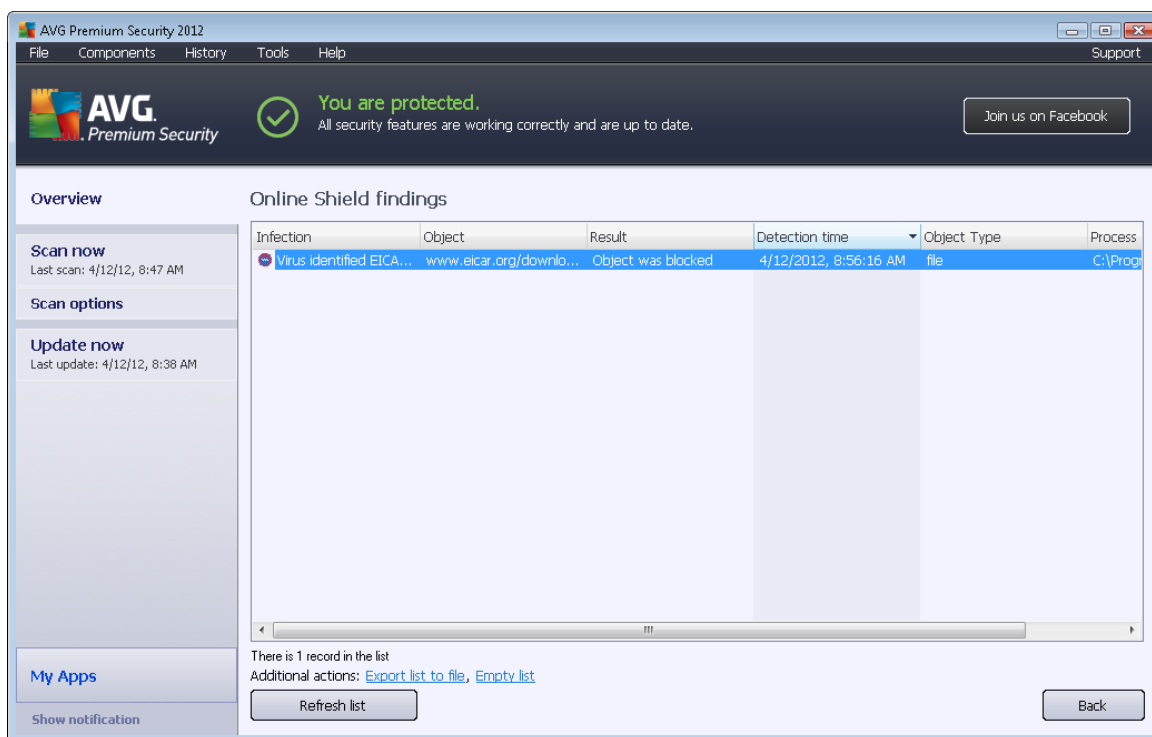 AVG Premium Security 2012
File Components History Tools Help Support
AVG.
Premium Security
You are protected.
All security features are working correctly and are up to date.
Join us on Facebook
Overview
Scan now
Last scan: 4/12/12, 8:47 AM
Scan options
Update now
Last update: 4/12/12, 8:38 AM
My Apps
Show notification
Online Shield findings
Infection Object Result Detection time Object Type Process
Virus identified EICA... www.eicar.org/downlo... Object was blocked 4/12/2012, 8:56:16 AM file C:\Progr
There is 1 record in the list
Additional actions: Export list to file, Empty list
Refresh list Back